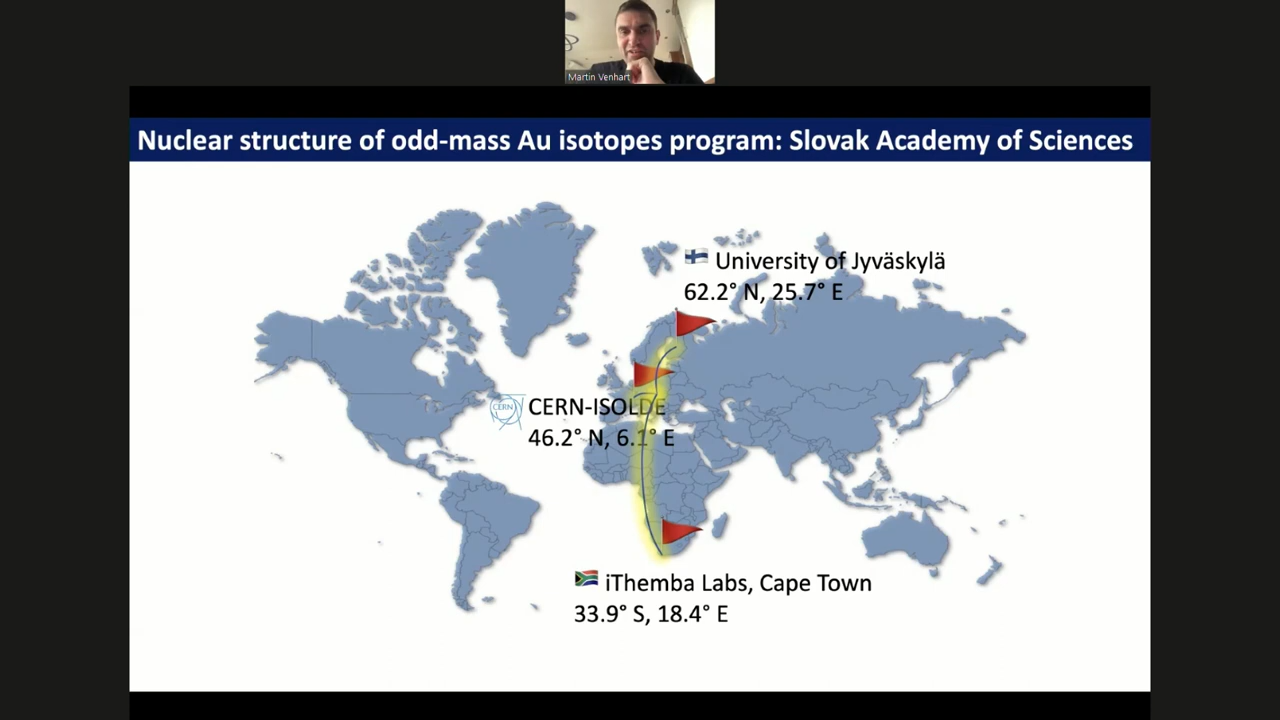 Martin Venhart
Nuclear structure of odd-mass Au isotopes program: Slovak Academy of Sciences
University of Jyväskylä
62.2° N, 25.7° E
CERN
CERN-ISOLDE
46.2° N, 6.1° E
iThemba Labs, Cape Town
33.9° S, 18.4° E